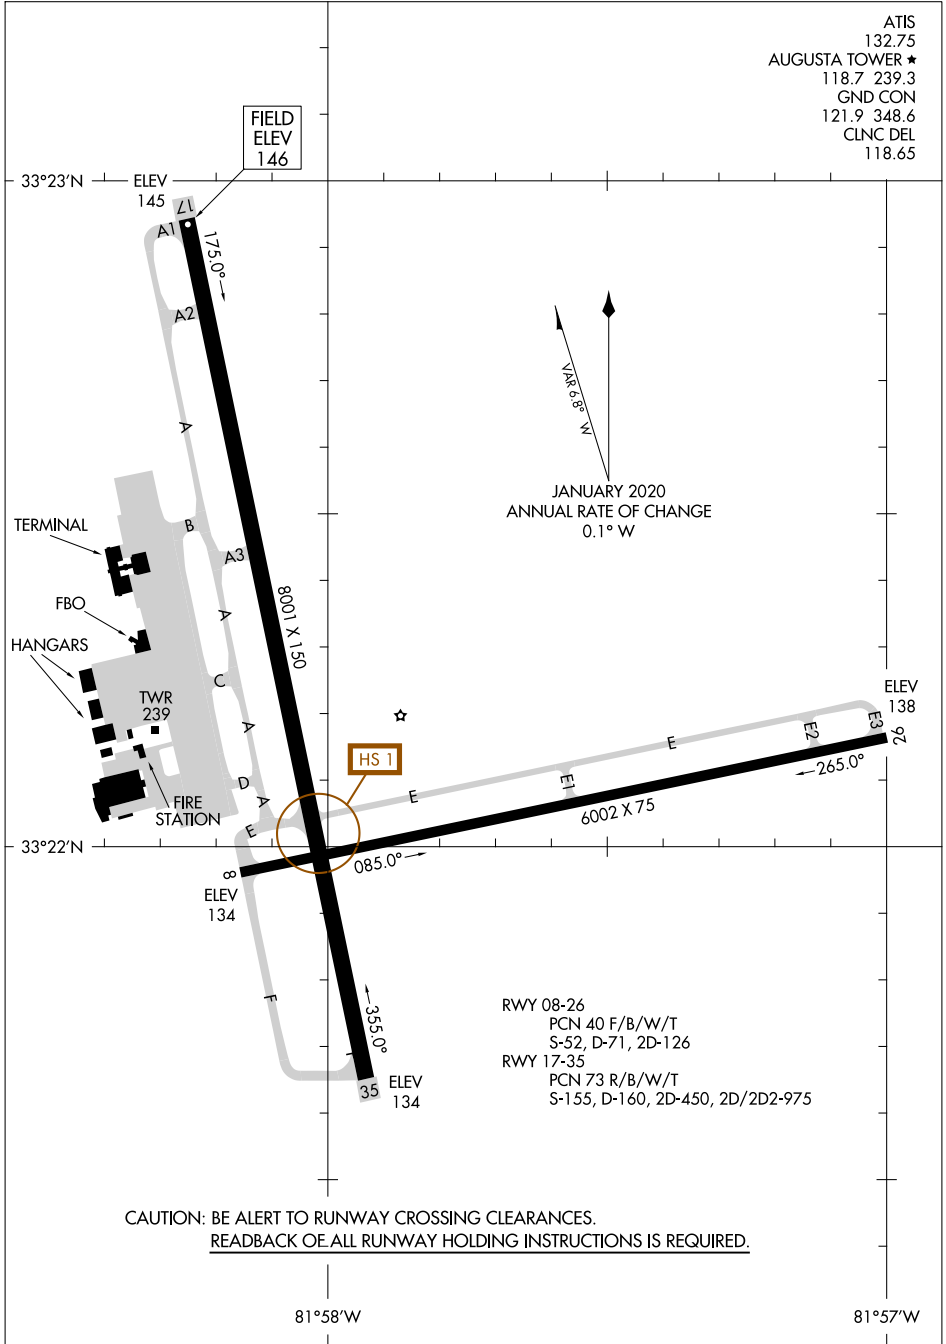 ATIS
132.75
AUGUSTA TOWER ★
118.7 239.3
GND CON
121.9 348.6
CLNC DEL
118.65
FIELD
ELEV
146
33°23'N
ELEV
145
17
A1
175.0°
A2
VAR 6.8° W
A
JANUARY 2020
ANNUAL RATE OF CHANGE
0.1° W
TERMINAL
B
A3
FBO
8001 X 150
A
HANGARS
C
TWR
239
ELEV
138
A
E3
E2
26
E
HS 1
265.0°
D
E1
E
A
6002 X 75
FIRE
STATION
E
33°22'N
085.0°
8
ELEV
134
F
355.0°
RWY 08-26
PCN 40 F/B/W/T
S-52, D-71, 2D-126
RWY 17-35
PCN 73 R/B/W/T
S-155, D-160, 2D-450, 2D/2D2-975
35
ELEV
134
CAUTION: BE ALERT TO RUNWAY CROSSING CLEARANCES.
READBACK OF ALL RUNWAY HOLDING INSTRUCTIONS IS REQUIRED.
81°58'W
81°57'W